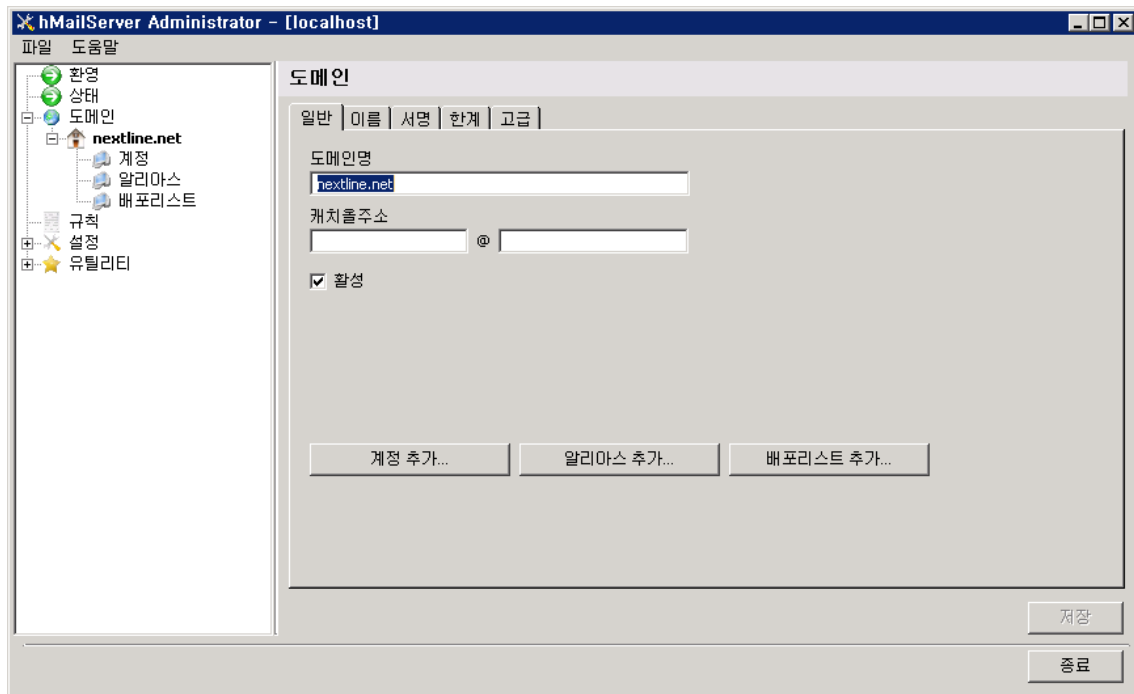 hMailServer Administrator - [localhost]
파일 도움말
환영
상태
도메인
nextline.net
계정
알리아스
배포리스트
규칙
설정
유틸리티
도메인
일반 이름 서명 한계 고급
도메인명
nextline.net
캐치올주소
@
활성
계정 추가... 알리아스 추가... 배포리스트 추가...
저장
종료